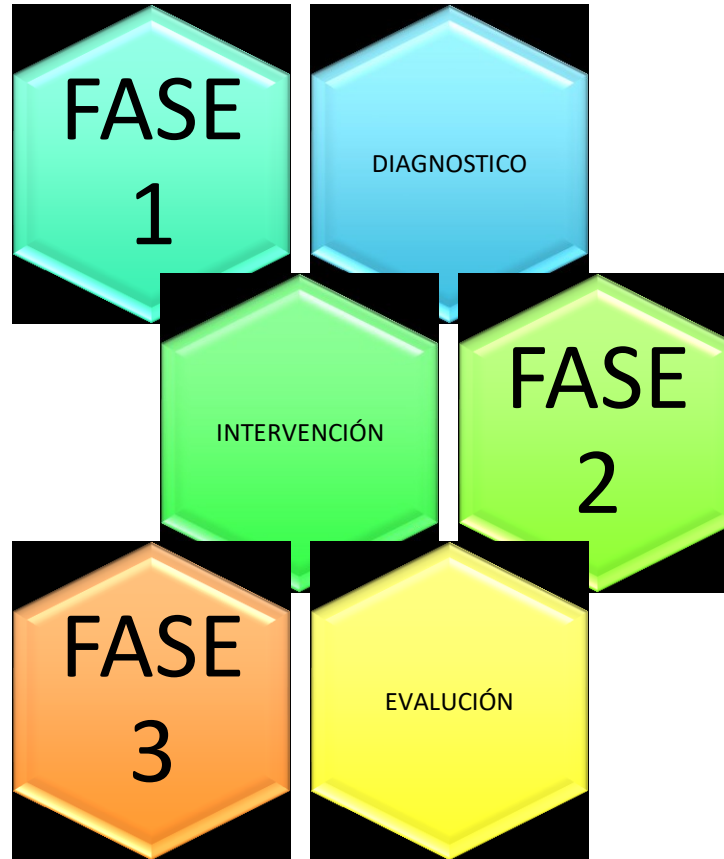 FASE
1
DIAGNOSTICO
INTERVENCIÓN
FASE
2
FASE
3
EVALUCIÓN